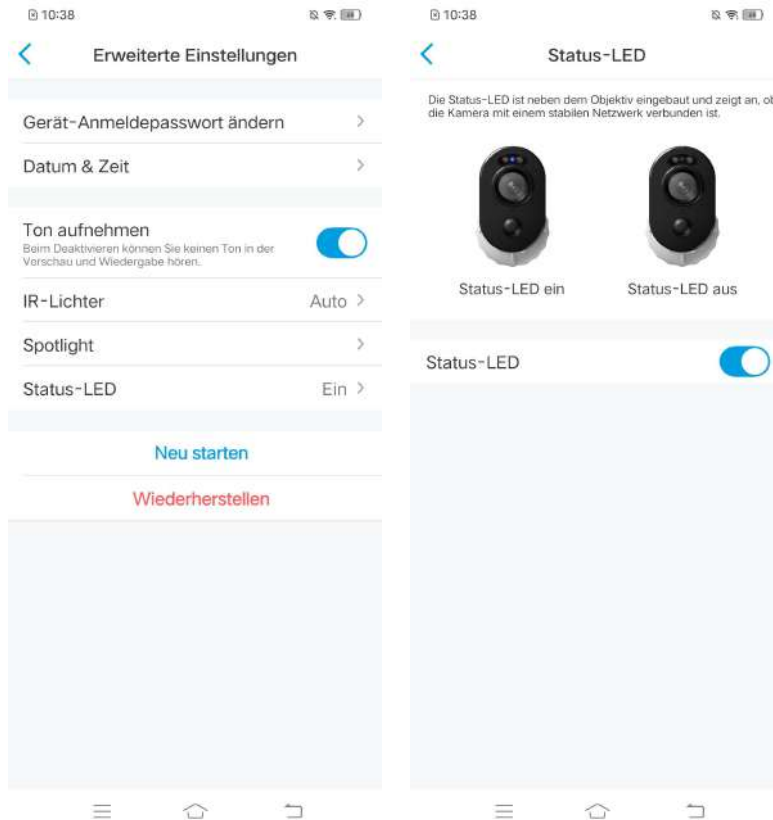 10:38
Erweiterte Einstellungen
Gerät-Anmeldepasswort ändern
Datum & Zeit
Ton aufnehmen
Beim Deaktivieren können Sie keinen Ton in der
Vorschau und Wiedergabe hören.
IR-Lichter Auto
Spotlight
Status-LED Ein
Neu starten
Wiederherstellen
10:38
Status-LED
Die Status-LED ist neben dem Objektiv eingebaut und zeigt an, ob
die Kamera mit einem stabilen Netzwerk verbunden ist.
Status-LED ein
Status-LED aus
Status-LED